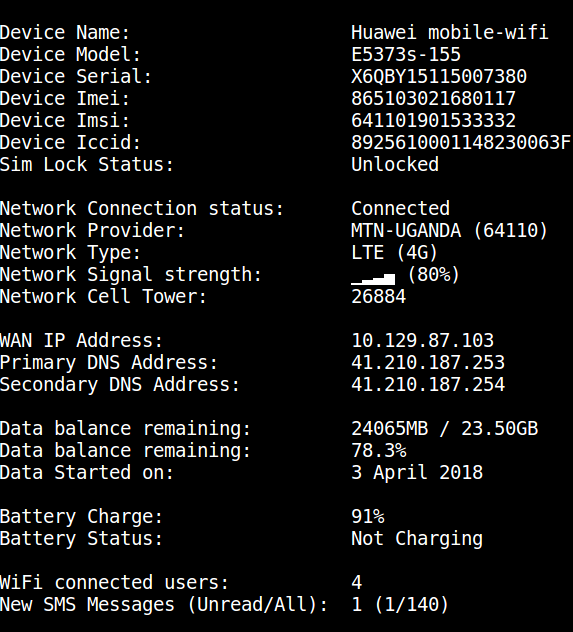 Device Name: Huawei mobile-wifi
Device Model: E5373s-155
Device Serial: X6QBY15115007380
Device Imei: 865103021680117
Device Imsi: 641101901533332
Device Iccid: 8925610001148230063F
Sim Lock Status: Unlocked
Network Connection status: Connected
Network Provider: MTN-UGANDA (64110)
Network Type: LTE (4G)
Network Signal strength: ▁▂▃▅ (80%)
Network Cell Tower: 26884
WAN IP Address: 10.129.87.103
Primary DNS Address: 41.210.187.253
Secondary DNS Address: 41.210.187.254
Data balance remaining: 24065MB / 23.50GB
Data balance remaining: 78.3%
Data Started on: 3 April 2018
Battery Charge: 91%
Battery Status: Not Charging
WiFi connected users: 4
New SMS Messages (Unread/All): 1 (1/140)